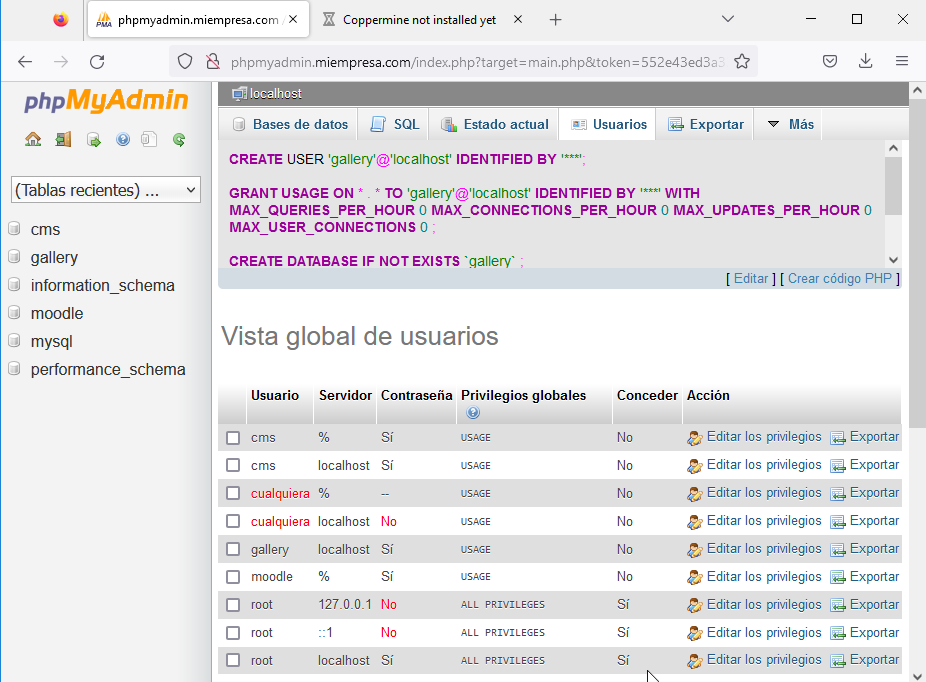 phpmyadmin.miempresa.com
Coppermine not installed yet
phpmyadmin.miempresa.com/index.php?target=main.php&token=552e43ed3a3
phpMyAdmin
(Tablas recientes) ...
cms
gallery
information_schema
moodle
mysql
performance_schema
localhost
Bases de datos SQL Estado actual Usuarios Exportar Más
CREATE USER 'gallery'@'localhost' IDENTIFIED BY '***';
GRANT USAGE ON * . * TO 'gallery'@'localhost' IDENTIFIED BY '***' WITH
MAX_QUERIES_PER_HOUR 0 MAX_CONNECTIONS_PER_HOUR 0 MAX_UPDATES_PER_HOUR 0
MAX_USER_CONNECTIONS 0 ;
CREATE DATABASE IF NOT EXISTS `gallery` ;
[ Editar ] [ Crear código PHP ]
Vista global de usuarios
Usuario Servidor Contraseña Privilegios globales Conceder Acción
cms % Sí USAGE No Editar los privilegios Exportar
cms localhost Sí USAGE No Editar los privilegios Exportar
cualquiera % -- USAGE No Editar los privilegios Exportar
cualquiera localhost No USAGE No Editar los privilegios Exportar
gallery localhost Sí USAGE No Editar los privilegios Exportar
moodle % Sí USAGE No Editar los privilegios Exportar
root 127.0.0.1 No ALL PRIVILEGES Sí Editar los privilegios Exportar
root ::1 No ALL PRIVILEGES Sí Editar los privilegios Exportar
root localhost Sí ALL PRIVILEGES Sí Editar los privilegios Exportar